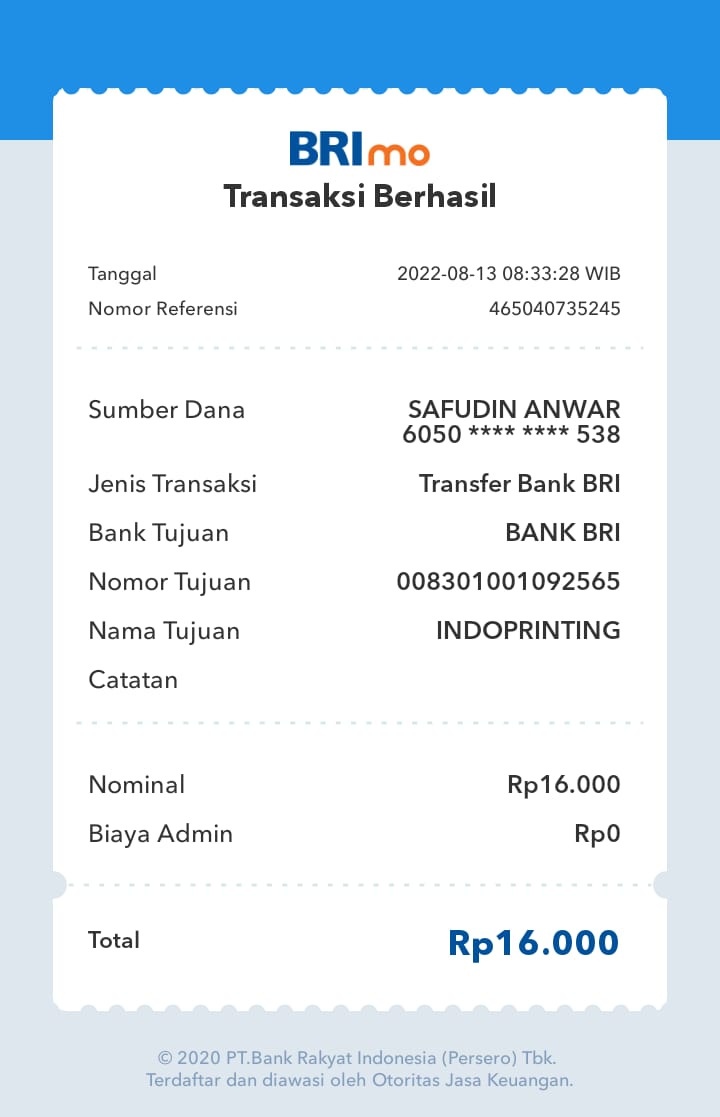 BRImo
Transaksi Berhasil
Tanggal 2022-08-13 08:33:28 WIB
Nomor Referensi 465040735245
Sumber Dana SAFUDIN ANWAR
6050 **** **** 538
Jenis Transaksi Transfer Bank BRI
Bank Tujuan BANK BRI
Nomor Tujuan 008301001092565
Nama Tujuan INDOPRINTING
Catatan
Nominal Rp16.000
Biaya Admin Rp0
Total Rp16.000
© 2020 PT.Bank Rakyat Indonesia (Persero) Tbk.
Terdaftar dan diawasi oleh Otoritas Jasa Keuangan.